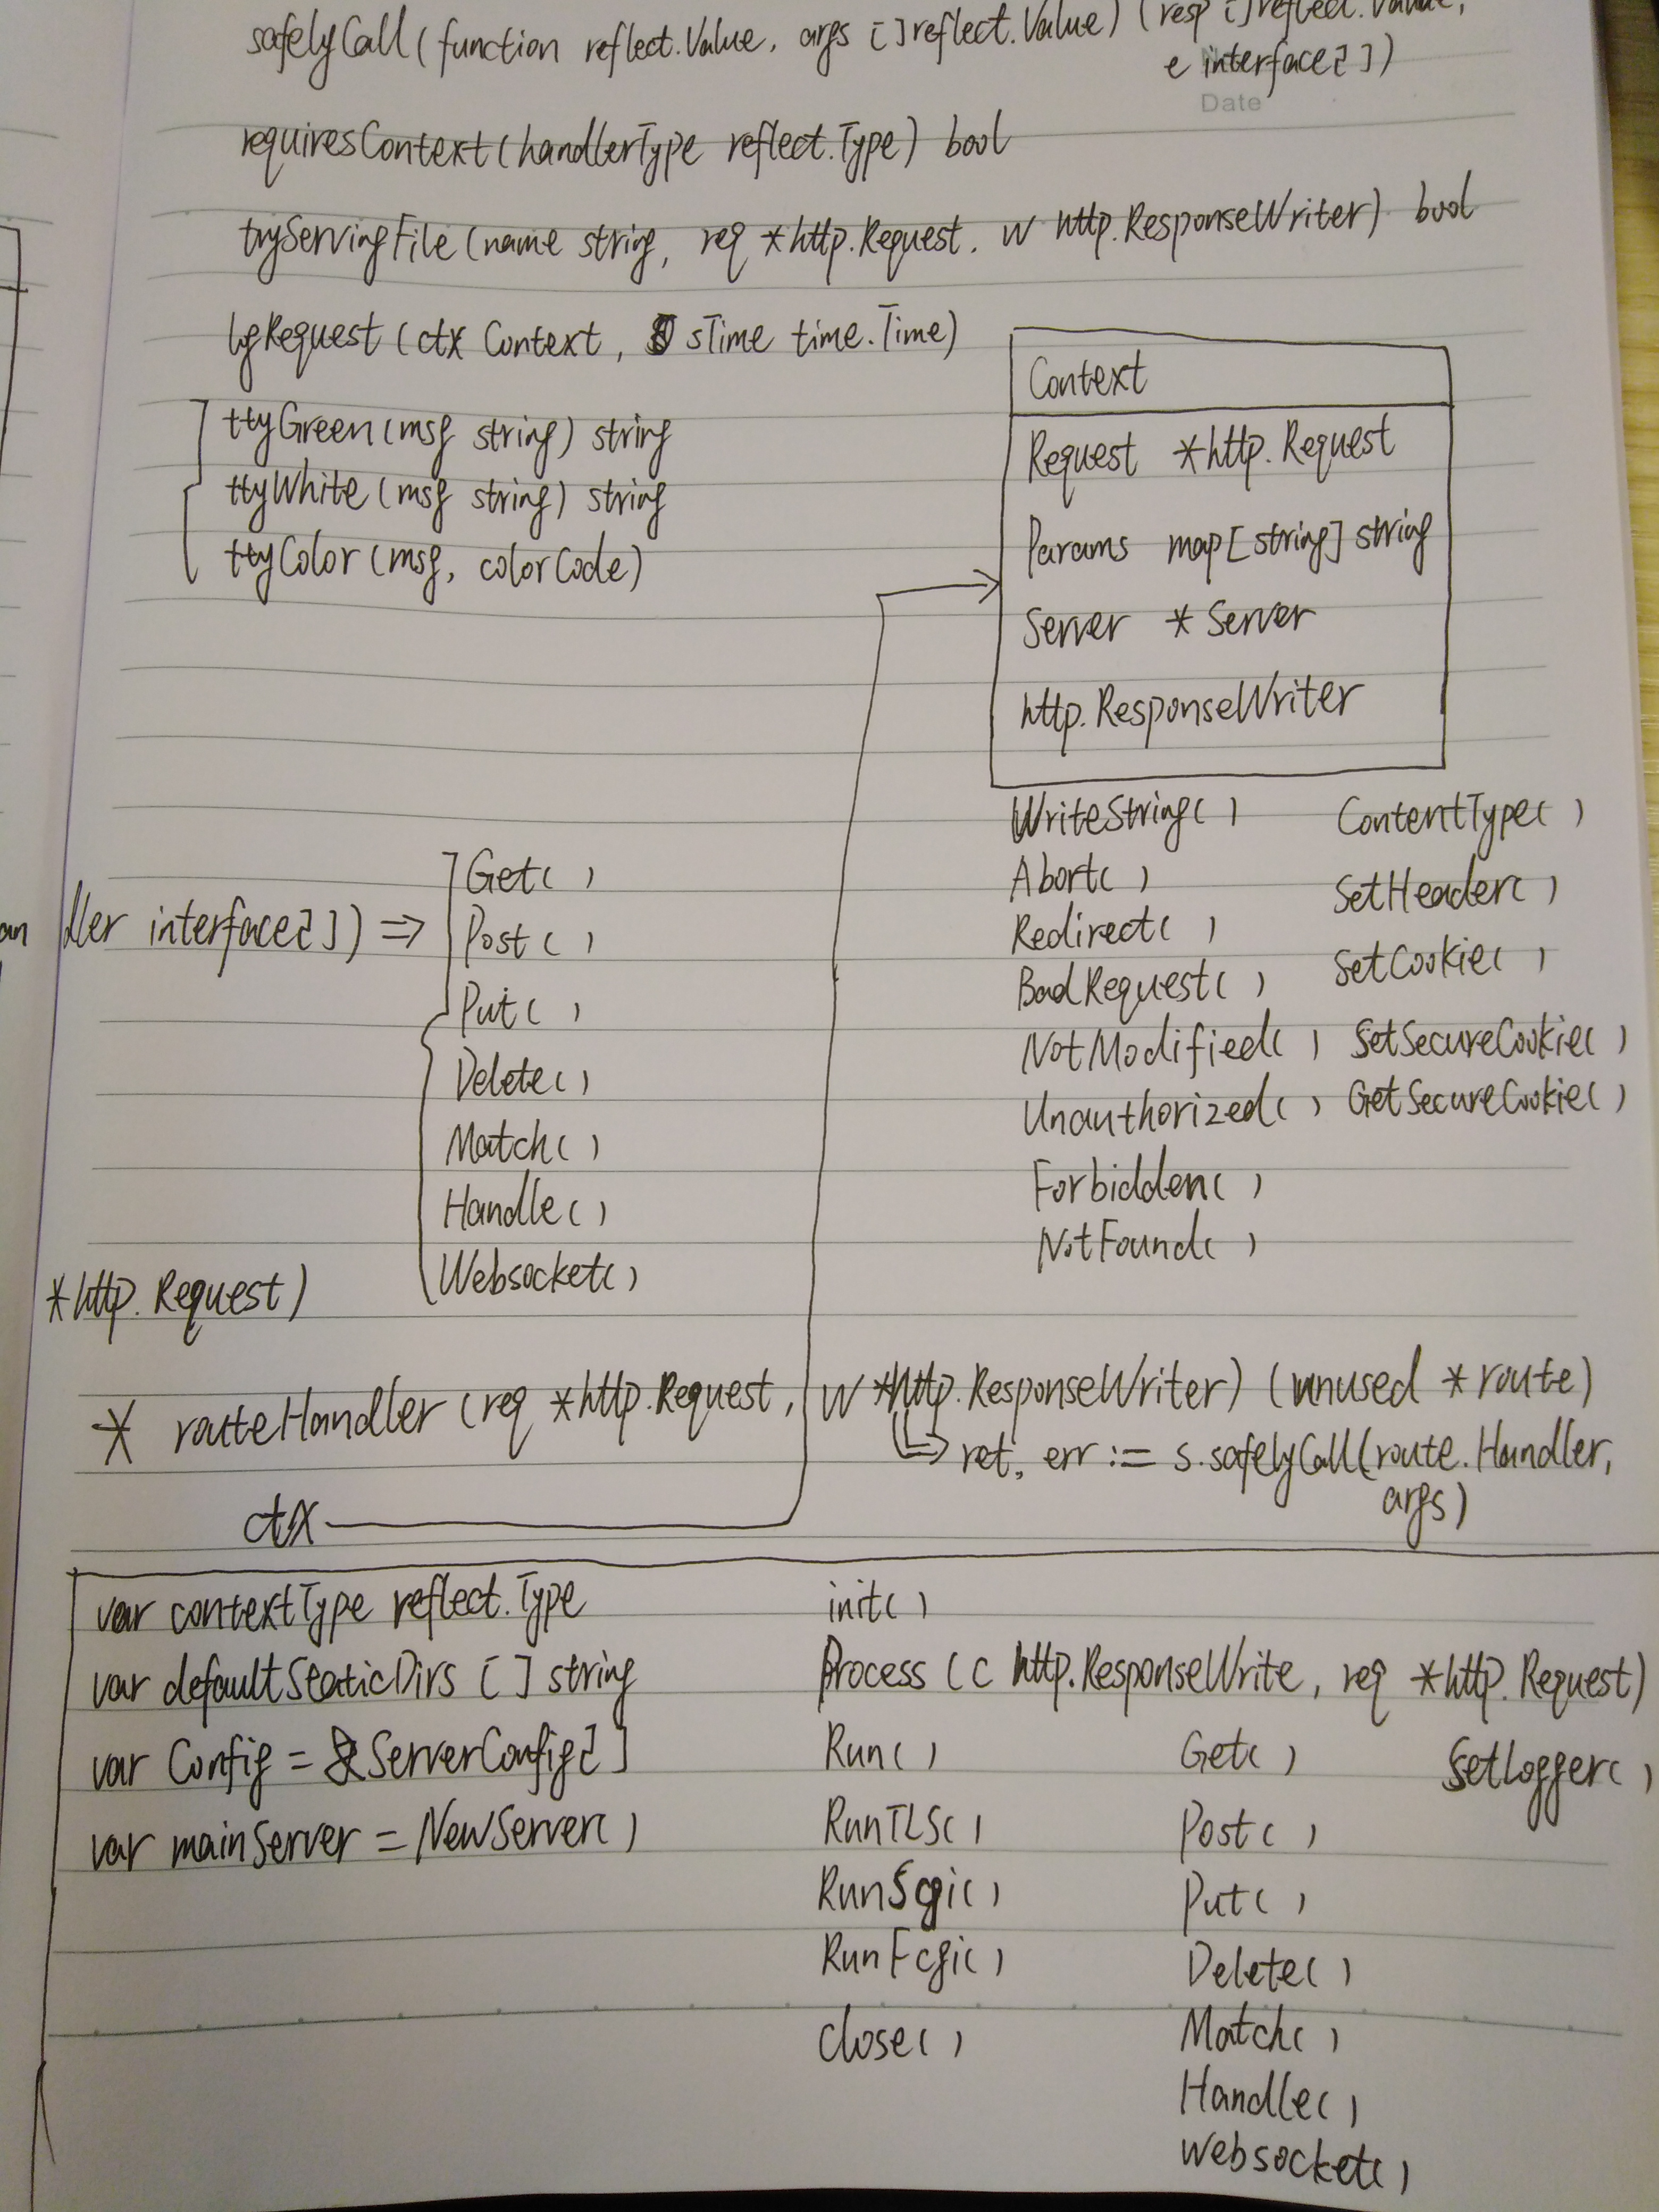 safelyCall(function reflect.Value, args []reflect.Value) (resp []reflect.Value,
e interface{})
Date
requiresContext(handlerType reflect.Type) bool
tryServingFile(name string, req *http.Request, w http.ResponseWriter) bool
lgRequest(ctx Context, sTime time.Time)
ttyGreen(msg string) string
ttyWhite(msg string) string
ttyColor(msg, colorCode)
Context
Request *http.Request
Params map[string]string
Server *Server
http.ResponseWriter
WriteString()
Abort()
Redirect()
BadRequest()
NotModified()
Unauthorized()
Forbidden()
NotFound()
ContentType()
SetHeader()
SetCookie()
SetSecureCookie()
GetSecureCookie()
dler interface{}) ⇒
Get()
Post()
Put()
Delete()
Match()
Handle()
Websocket()
*http.Request)
* routeHandler(req *http.Request, w *http.ResponseWriter) (unused *route)
ret, err := s.safelyCall(route.Handler,
args)
ctx
var contextType reflect.Type
var defaultStaticDirs []string
var Config = &ServerConfig{}
var mainServer = NewServer()
init()
Process(c http.ResponseWrite, req *http.Request)
Run()
RunTLS()
RunScgi()
RunFcgi()
Close()
Get()
Post()
Put()
Delete()
Match()
Handle()
Websocket()
SetLogger()